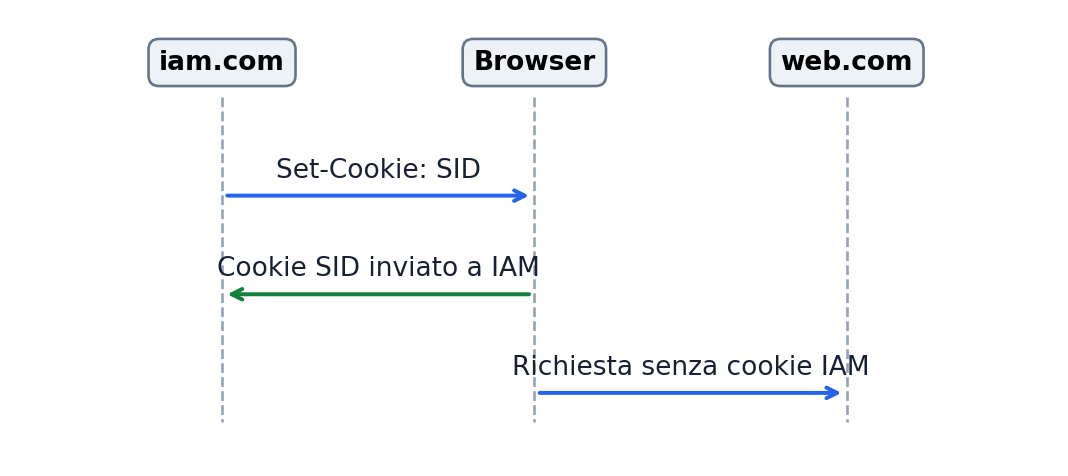 iam.com
Browser
web.com
Set-Cookie: SID
Cookie SID inviato a IAM
Richiesta senza cookie IAM